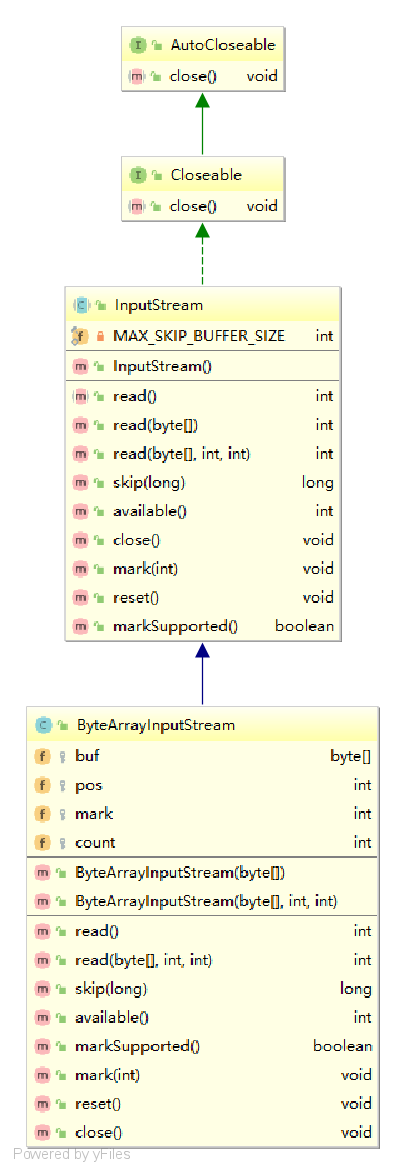 AutoCloseable
close() void
Closeable
close() void
InputStream
MAX_SKIP_BUFFER_SIZE int
InputStream()
read() int
read(byte[]) int
read(byte[], int, int) int
skip(long) long
available() int
close() void
mark(int) void
reset() void
markSupported() boolean
ByteArrayInputStream
buf byte[]
pos int
mark int
count int
ByteArrayInputStream(byte[])
ByteArrayInputStream(byte[], int, int)
read() int
read(byte[], int, int) int
skip(long) long
available() int
markSupported() boolean
mark(int) void
reset() void
close() void
Powered by yFiles